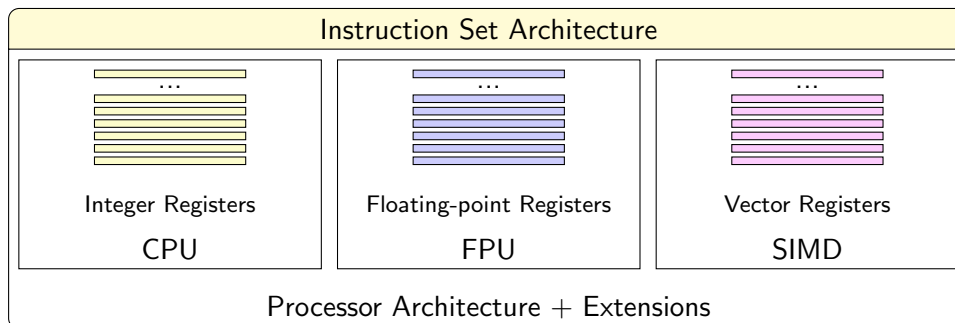 Instruction Set Architecture
...
...
...
Integer Registers
Floating-point Registers
Vector Registers
CPU
FPU
SIMD
Processor Architecture + Extensions